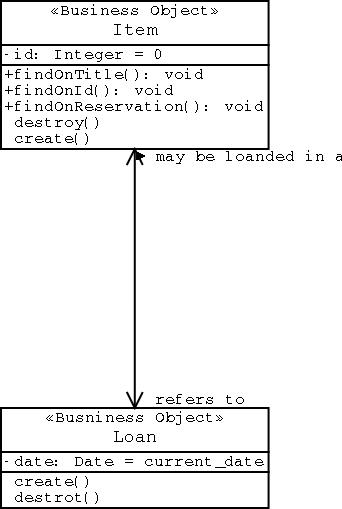 «Business Object»
Item
-id: Integer = 0
+findOnTitle(): void
+findOnId(): void
+findOnReservation(): void
destroy()
create()
may be loanded in a
refers to
«Busniness Object»
Loan
-date: Date = current_date
create()
destrot()